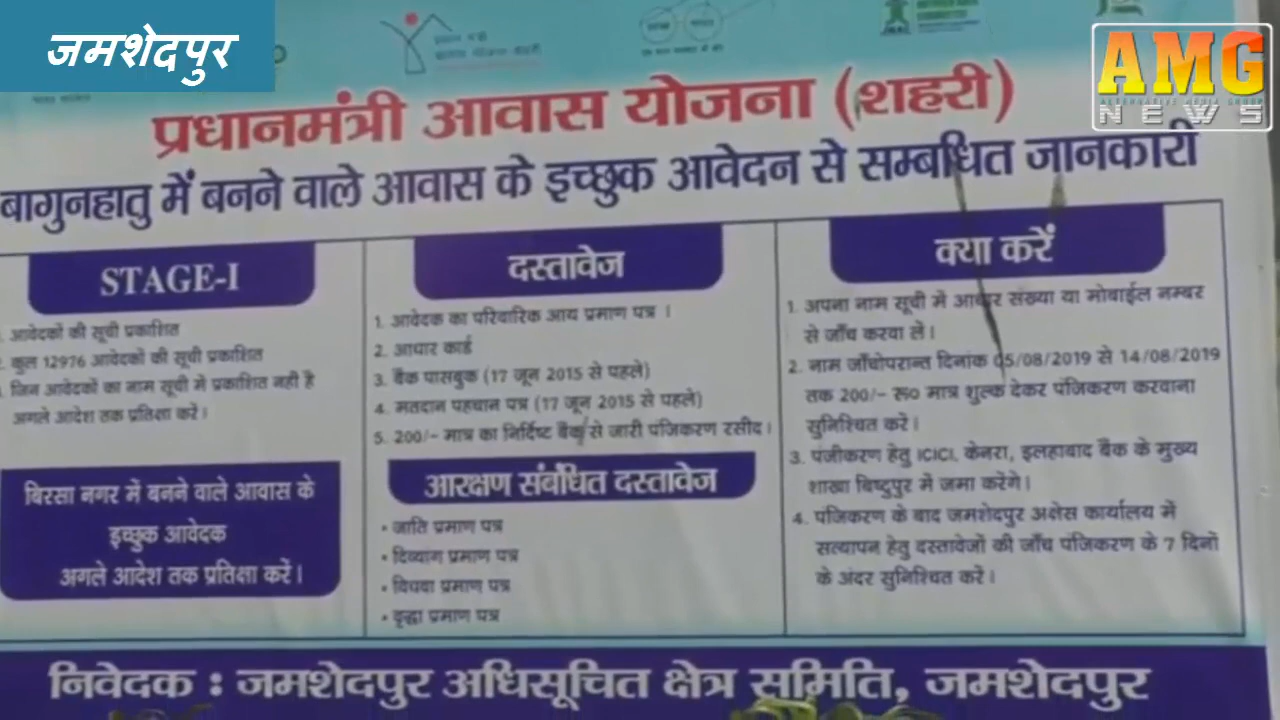 जमशेदपुर
AMG
ALTERNATIVE MEDIA GROUP
NEWS
प्रधानमंत्री आवास योजना (शहरी)
बागुनहातु में बनने वाले आवास के इच्छुक आवेदन से सम्बधित जानकारी
STAGE-I
आवेदकों की सूची प्रकाशित
कुल 12976 आवेदकों की सूची प्रकाशित
जिन आवेदकों का नाम सूची में प्रकाशित नही है
अगले आदेश तक प्रतिक्षा करें।
बिरसा नगर में बनने वाले आवास के
इच्छुक आवेदक
अगले आदेश तक प्रतिक्षा करें।
दस्तावेज
1. आवेदक का परिवारिक आय प्रमाण पत्र ।
2. आधार कार्ड
3. बैंक पासबुक (17 जून 2015 से पहले)
4. मतदान पहचान पत्र (17 जून 2015 से पहले)
5. 200/- मात्र का निर्दिष्ट बैंक से जारी पंजिकरण रसीद।
आरक्षण संबंधित दस्तावेज
• जाति प्रमाण पत्र
• दिव्यांग प्रमाण पत्र
• विधवा प्रमाण पत्र
• वृद्धा प्रमाण पत्र
क्या करें
1. अपना नाम सूची में आधार संख्या या मोबाईल नम्बर
से जाँच करवा लें।
2. नाम जाँचोपरान्त दिनांक 05/08/2019 से 14/08/2019
तक 200/- रू0 मात्र शुल्क देकर पंजिकरण करवाना
सुनिश्चित करें।
3. पंजीकरण हेतु ICICI, केनरा, इलहाबाद बैंक के मुख्य
शाखा बिष्टुपुर में जमा करेंगे।
4. पंजिकरण के बाद जमशेदपुर अक्षेस कार्यालय में
सत्यापन हेतु दस्तावेजों की जाँच पंजिकरण के 7 दिनों
के अंदर सुनिश्चित करें।
निवेदक : जमशेदपुर अधिसूचित क्षेत्र समिति, जमशेदपुर